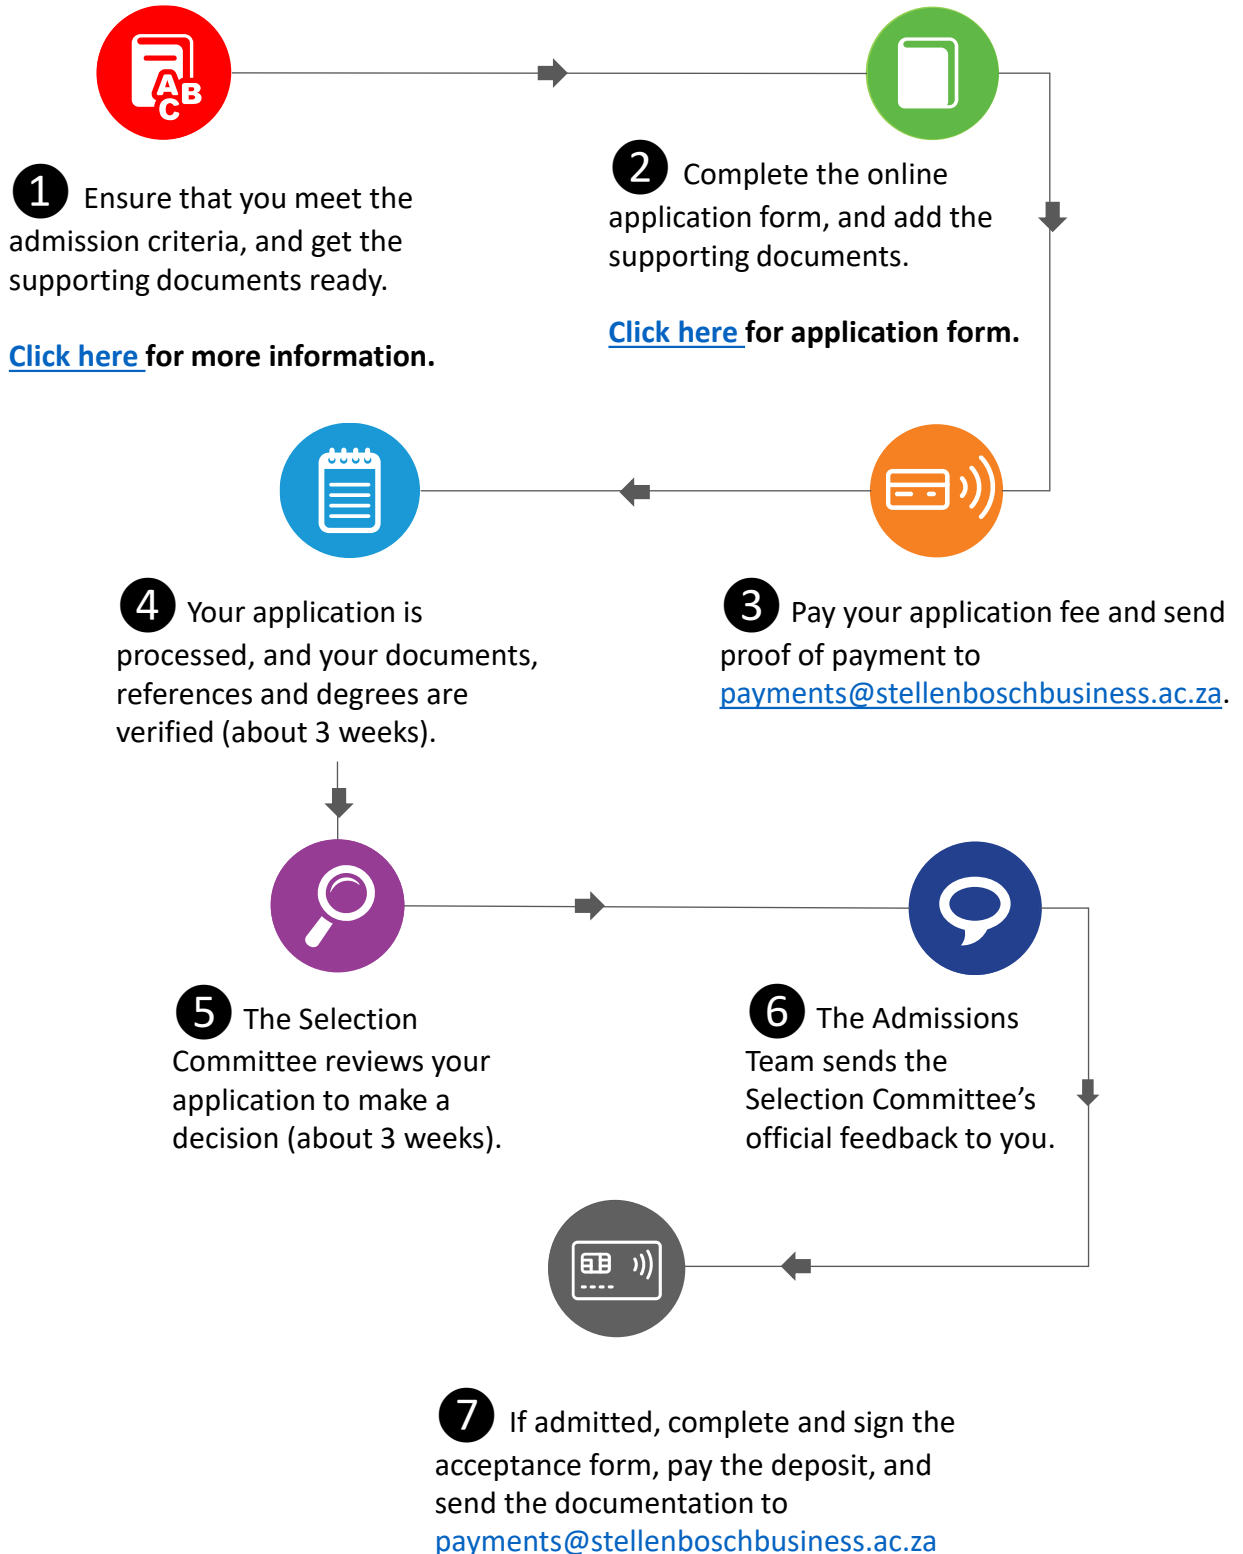 A
B
C
1 Ensure that you meet the
admission criteria, and get the
supporting documents ready.
Click here for more information.
2 Complete the online
application form, and add the
supporting documents.
Click here for application form.
3 Pay your application fee and send
proof of payment to
payments@stellenboschbusiness.ac.za.
4 Your application is
processed, and your documents,
references and degrees are
verified (about 3 weeks).
5 The Selection
Committee reviews your
application to make a
decision (about 3 weeks).
6 The Admissions
Team sends the
Selection Committee’s
official feedback to you.
7 If admitted, complete and sign the
acceptance form, pay the deposit, and
send the documentation to
payments@stellenboschbusiness.ac.za